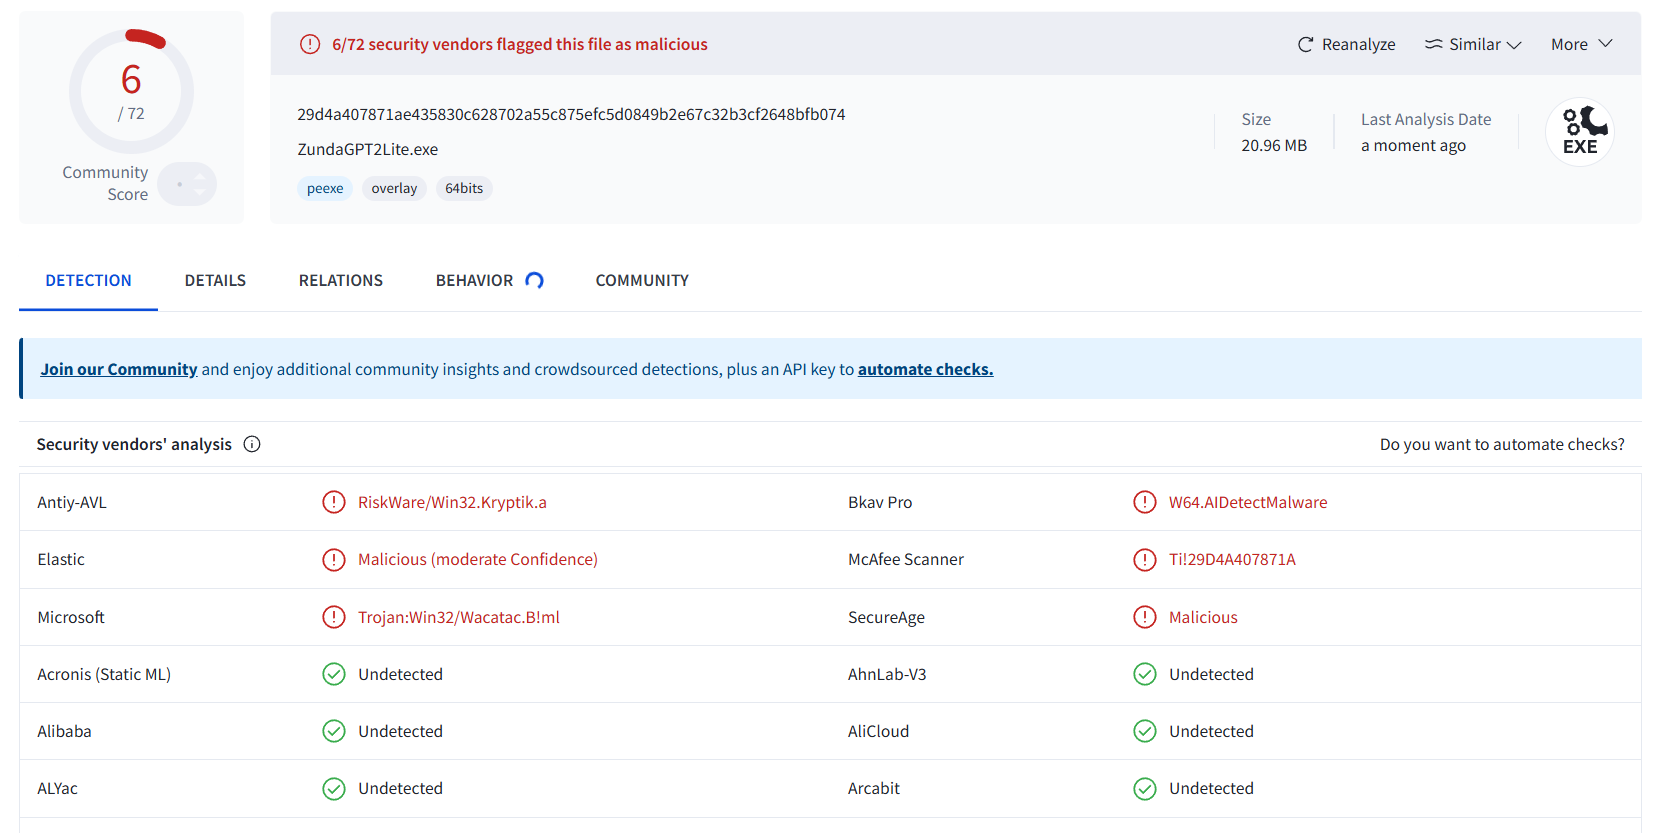 6
/ 72
Community
Score
6/72 security vendors flagged this file as malicious
Reanalyze
Similar
More
29d4a407871ae435830c628702a55c875efc5d0849b2e67c32b3cf2648bfb074
ZundaGPT2Lite.exe
peexe
overlay
64bits
Size
20.96 MB
Last Analysis Date
a moment ago
EXE
DETECTION
DETAILS
RELATIONS
BEHAVIOR
COMMUNITY
Join our Community and enjoy additional community insights and crowdsourced detections, plus an API key to automate checks.
Security vendors' analysis
Do you want to automate checks?
Antiy-AVL
RiskWare/Win32.Kryptik.a
Bkav Pro
W64.AIDetectMalware
Elastic
Malicious (moderate Confidence)
McAfee Scanner
Ti!29D4A407871A
Microsoft
Trojan:Win32/Wacatac.B!ml
SecureAge
Malicious
Acronis (Static ML)
Undetected
AhnLab-V3
Undetected
Alibaba
Undetected
AliCloud
Undetected
ALYac
Undetected
Arcabit
Undetected